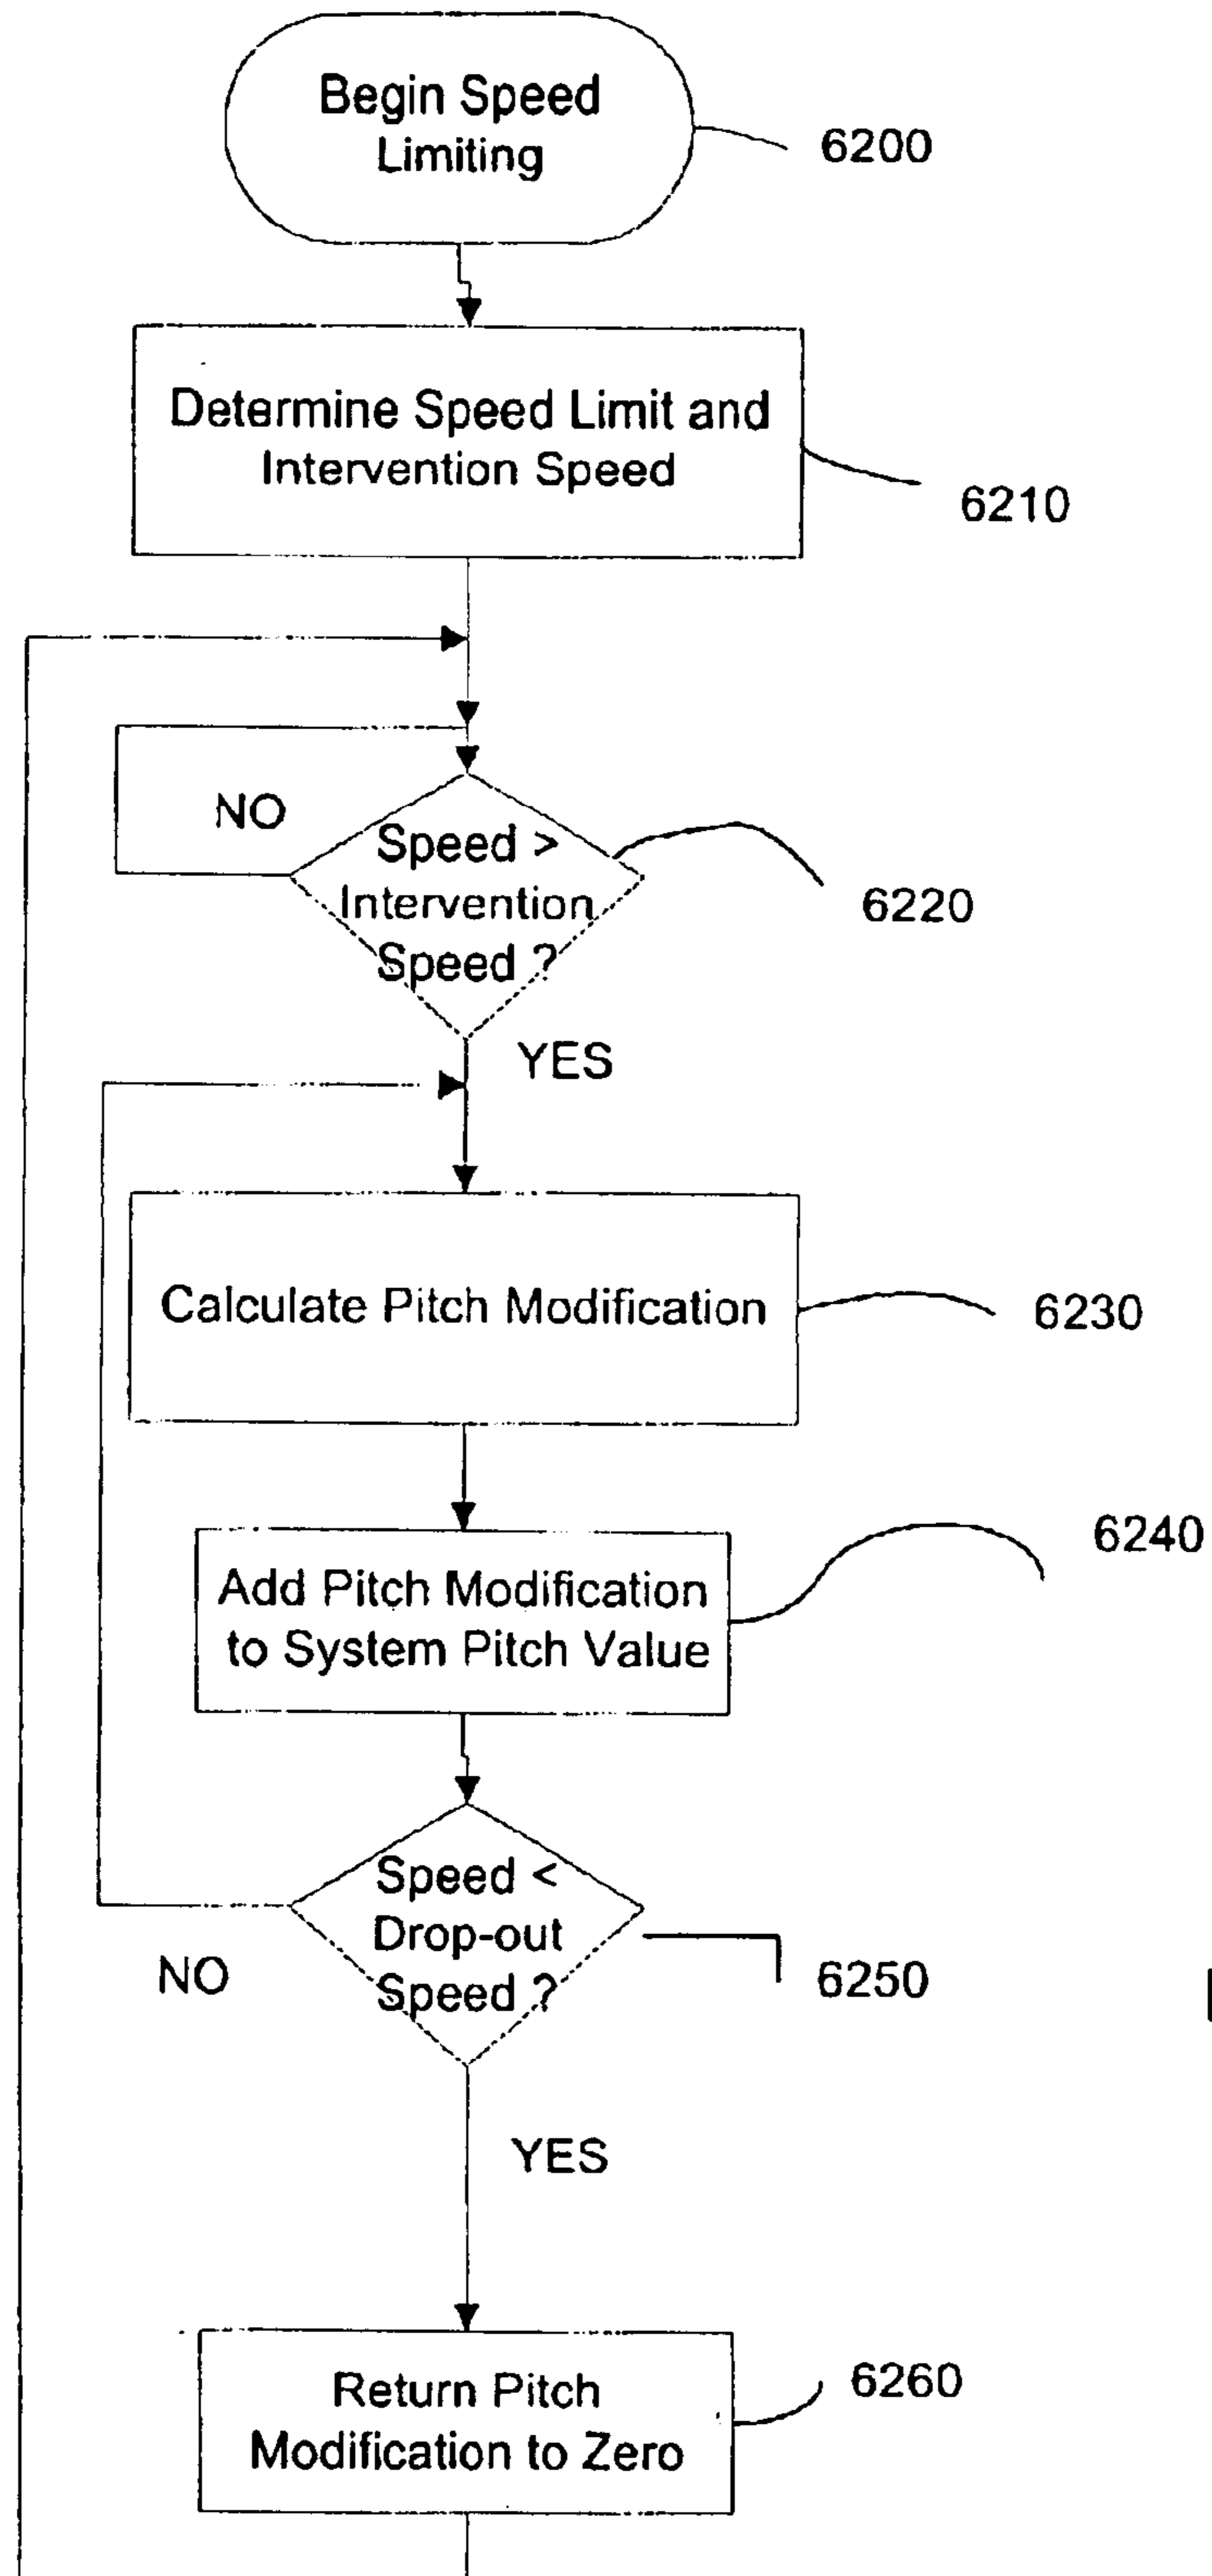 Begin Speed
Limiting
6200
Determine Speed Limit and
Intervention Speed
6210
NO
Speed >
Intervention
Speed ?
6220
YES
Calculate Pitch Modification
6230
Add Pitch Modification
to System Pitch Value
6240
Speed <
Drop-out
Speed ?
NO
6250
YES
Return Pitch
Modification to Zero
6260